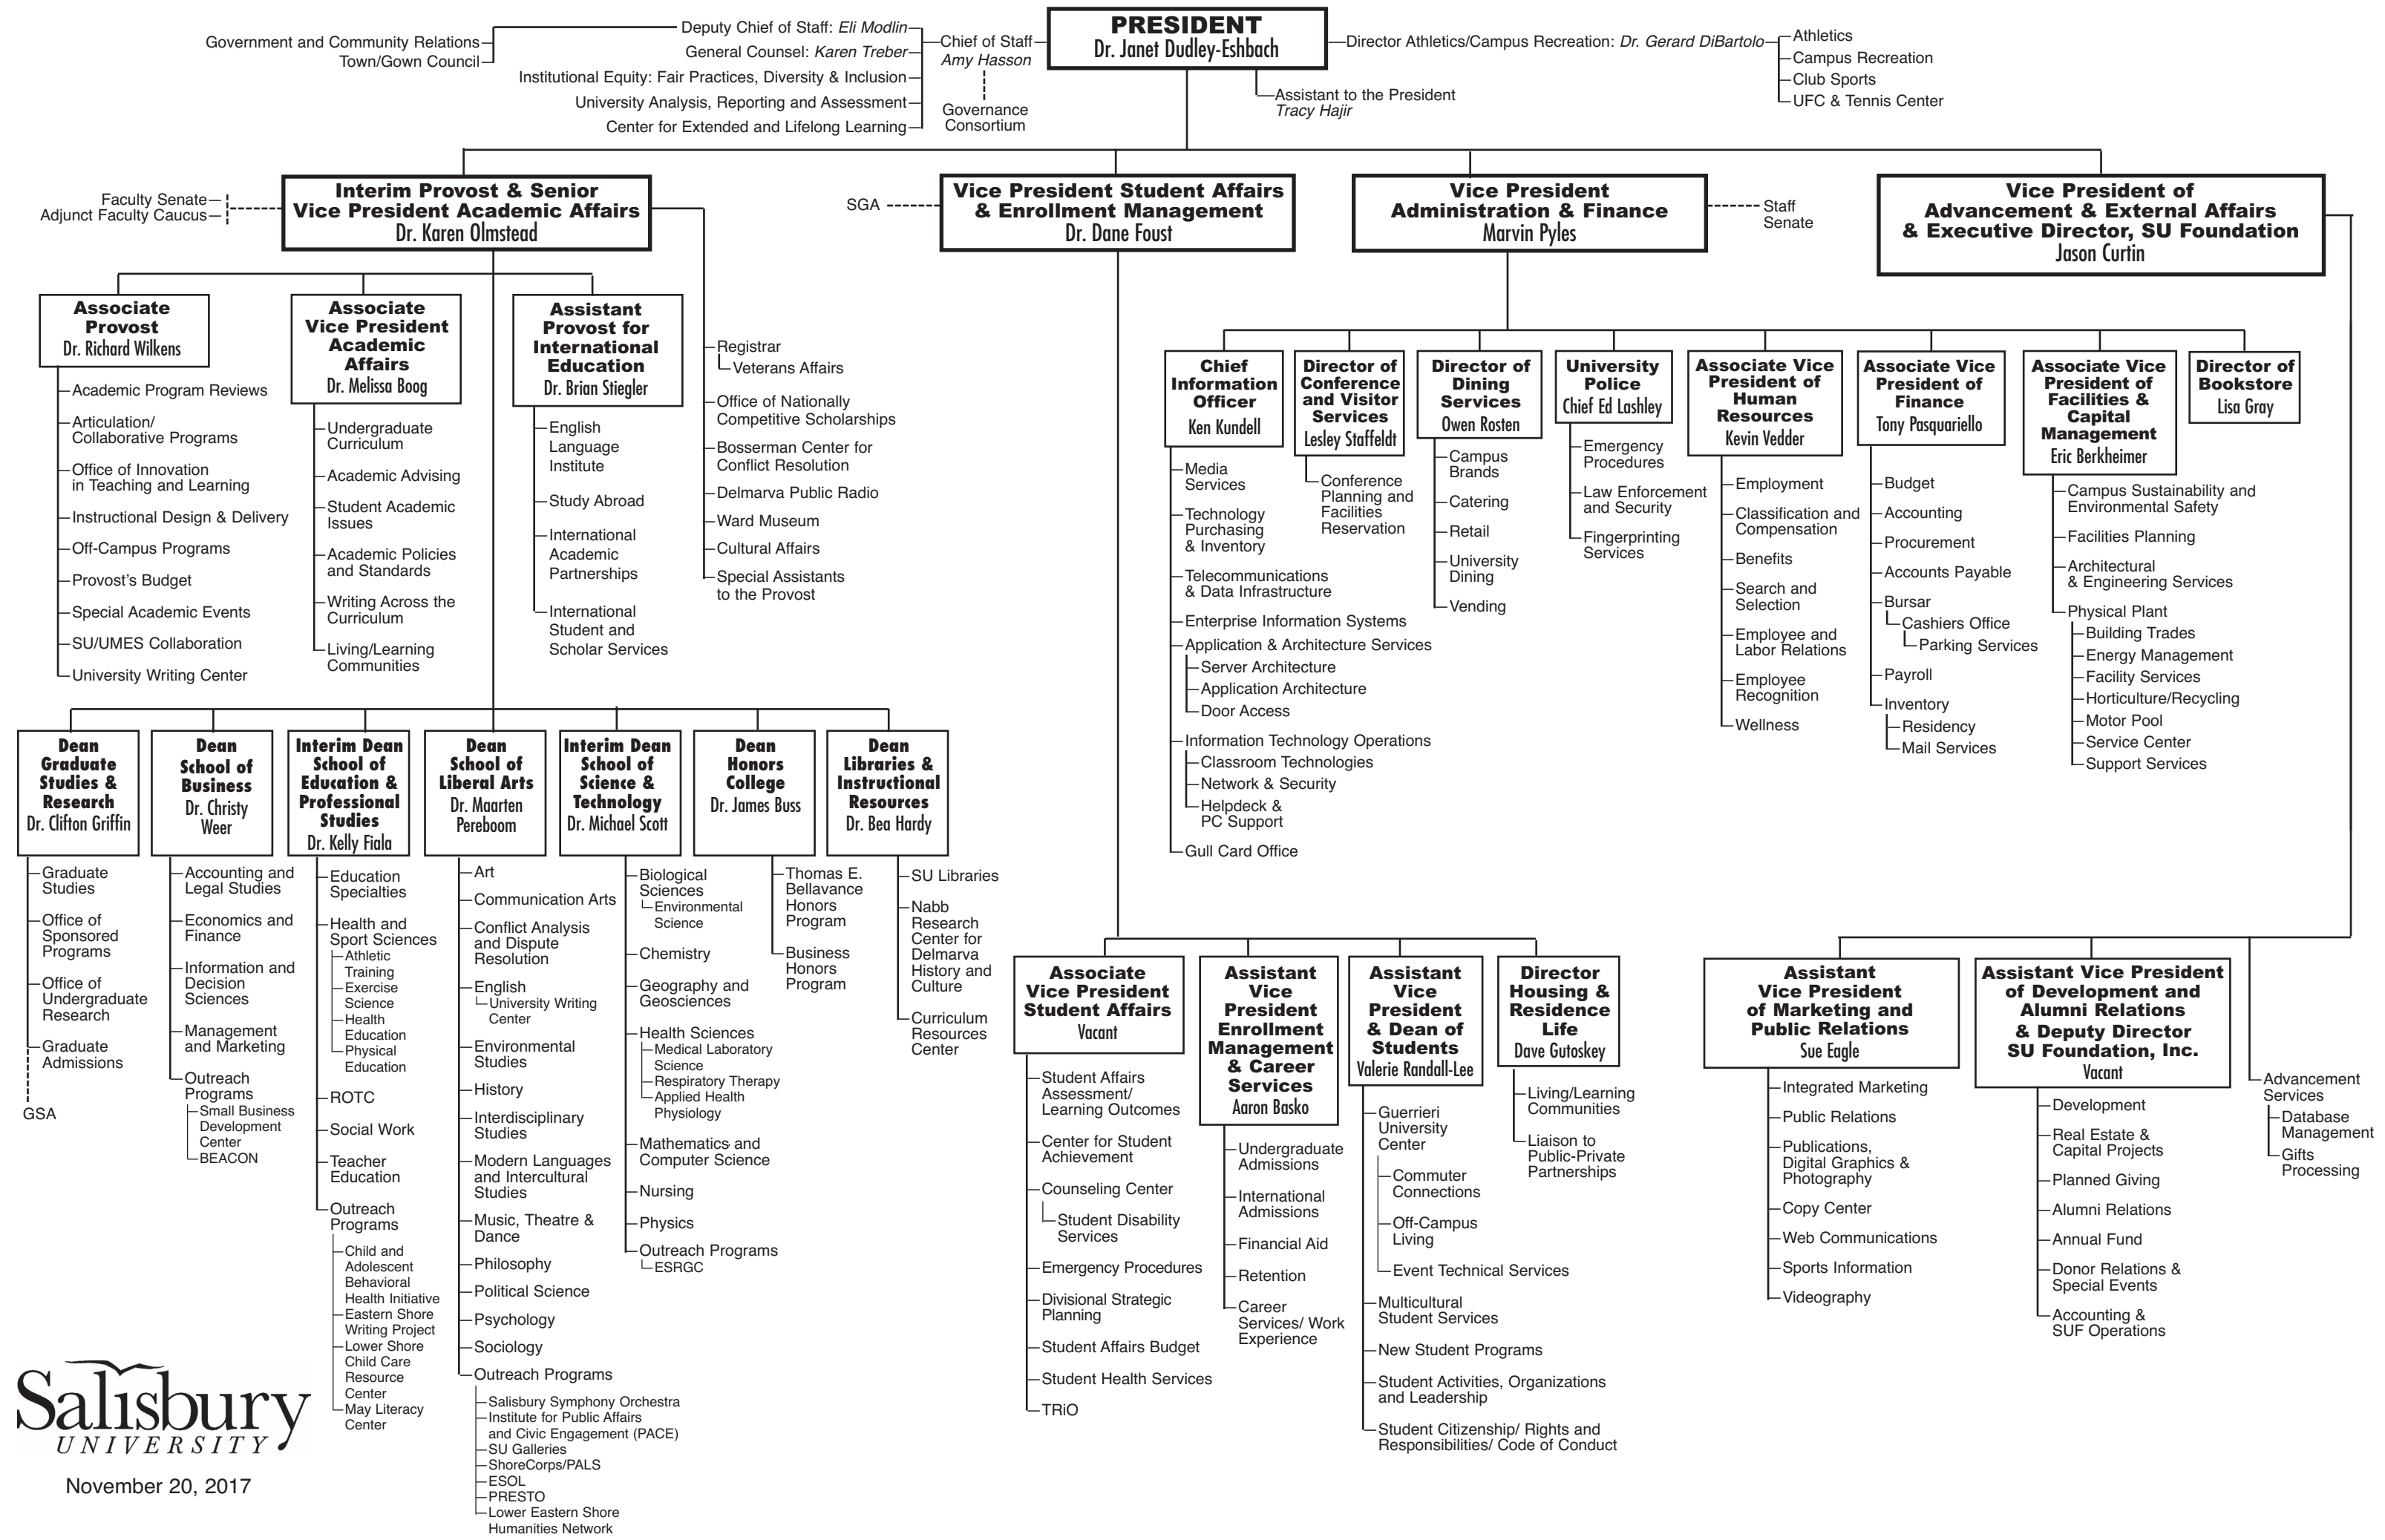 PRESIDENT
Dr. Janet Dudley-Eshbach
Deputy Chief of Staff: Eli Modlin
Government and Community Relations
Town/Gown Council
General Counsel: Karen Treber
Institutional Equity: Fair Practices, Diversity & Inclusion
University Analysis, Reporting and Assessment
Center for Extended and Lifelong Learning
Chief of Staff
Amy Hasson
Governance
Consortium
Assistant to the President
Tracy Hajir
Director Athletics/Campus Recreation: Dr. Gerard DiBartolo
Athletics
Campus Recreation
Club Sports
UFC & Tennis Center
Faculty Senate
Adjunct Faculty Caucus
Interim Provost & Senior
Vice President Academic Affairs
Dr. Karen Olmstead
SGA
Vice President Student Affairs
& Enrollment Management
Dr. Dane Foust
Vice President
Administration & Finance
Marvin Pyles
Staff
Senate
Vice President of
Advancement & External Affairs
& Executive Director, SU Foundation
Jason Curtin
Associate
Provost
Dr. Richard Wilkens
Academic Program Reviews
Articulation/
Collaborative Programs
Office of Innovation
in Teaching and Learning
Instructional Design & Delivery
Off-Campus Programs
Provost's Budget
Special Academic Events
SU/UMES Collaboration
University Writing Center
Associate
Vice President
Academic
Affairs
Dr. Melissa Boog
Undergraduate
Curriculum
Academic Advising
Student Academic
Issues
Academic Policies
and Standards
Writing Across the
Curriculum
Living/Learning
Communities
Assistant
Provost for
International
Education
Dr. Brian Stiegler
English
Language
Institute
Study Abroad
International
Academic
Partnerships
International
Student and
Scholar Services
Registrar
Veterans Affairs
Office of Nationally
Competitive Scholarships
Bosserman Center for
Conflict Resolution
Delmarva Public Radio
Ward Museum
Cultural Affairs
Special Assistants
to the Provost
Chief
Information
Officer
Ken Kundell
Media
Services
Technology
Purchasing
& Inventory
Telecommunications
& Data Infrastructure
Enterprise Information Systems
Application & Architecture Services
Server Architecture
Application Architecture
Door Access
Information Technology Operations
Classroom Technologies
Network & Security
Helpdeck &
PC Support
Gull Card Office
Director of
Conference
and Visitor
Services
Lesley Staffeldt
Conference
Planning and
Facilities
Reservation
Director of
Dining
Services
Owen Rosten
Campus
Brands
Catering
Retail
University
Dining
Vending
University
Police
Chief Ed Lashley
Emergency
Procedures
Law Enforcement
and Security
Fingerprinting
Services
Associate Vice
President of
Human
Resources
Kevin Vedder
Employment
Classification and
Compensation
Benefits
Search and
Selection
Employee and
Labor Relations
Employee
Recognition
Wellness
Associate Vice
President of
Finance
Tony Pasquariello
Budget
Accounting
Procurement
Accounts Payable
Bursar
Cashiers Office
Parking Services
Payroll
Inventory
Residency
Mail Services
Associate Vice
President of
Facilities &
Capital
Management
Eric Berkheimer
Campus Sustainability and
Environmental Safety
Facilities Planning
Architectural
& Engineering Services
Physical Plant
Building Trades
Energy Management
Facility Services
Horticulture/Recycling
Motor Pool
Service Center
Support Services
Director of
Bookstore
Lisa Gray
Dean
Graduate
Studies &
Research
Dr. Clifton Griffin
Graduate
Studies
Office of
Sponsored
Programs
Office of
Undergraduate
Research
Graduate
Admissions
GSA
Dean
School of
Business
Dr. Christy
Weer
Accounting and
Legal Studies
Economics and
Finance
Information and
Decision
Sciences
Management
and Marketing
Outreach
Programs
Small Business
Development
Center
BEACON
Interim Dean
School of
Education &
Professional
Studies
Dr. Kelly Fiala
Education
Specialties
Health and
Sport Sciences
Athletic
Training
Exercise
Science
Health
Education
Physical
Education
ROTC
Social Work
Teacher
Education
Outreach
Programs
Child and
Adolescent
Behavioral
Health Initiative
Eastern Shore
Writing Project
Lower Shore
Child Care
Resource
Center
May Literacy
Center
Dean
School of
Liberal Arts
Dr. Maarten
Pereboom
Art
Communication Arts
Conflict Analysis
and Dispute
Resolution
English
University Writing
Center
Environmental
Studies
History
Interdisciplinary
Studies
Modern Languages
and Intercultural
Studies
Music, Theatre &
Dance
Philosophy
Political Science
Psychology
Sociology
Outreach Programs
Salisbury Symphony Orchestra
Institute for Public Affairs
and Civic Engagement (PACE)
SU Galleries
ShoreCorps/PALS
ESOL
PRESTO
Lower Eastern Shore
Humanities Network
Interim Dean
School of
Science &
Technology
Dr. Michael Scott
Biological
Sciences
Environmental
Science
Chemistry
Geography and
Geosciences
Health Sciences
Medical Laboratory
Science
Respiratory Therapy
Applied Health
Physiology
Mathematics and
Computer Science
Nursing
Physics
Outreach Programs
ESRGC
Dean
Honors
College
Dr. James Buss
Thomas E.
Bellavance
Honors
Program
Business
Honors
Program
Dean
Libraries &
Instructional
Resources
Dr. Bea Hardy
SU Libraries
Nabb
Research
Center for
Delmarva
History and
Culture
Curriculum
Resources
Center
Associate
Vice President
Student Affairs
Vacant
Student Affairs
Assessment/
Learning Outcomes
Center for Student
Achievement
Counseling Center
Student Disability
Services
Emergency Procedures
Divisional Strategic
Planning
Student Affairs Budget
Student Health Services
TRiO
Assistant
Vice
President
Enrollment
Management
& Career
Services
Aaron Basko
Undergraduate
Admissions
International
Admissions
Financial Aid
Retention
Career
Services/ Work
Experience
Assistant
Vice
President
& Dean of
Students
Valerie Randall-Lee
Guerrieri
University
Center
Commuter
Connections
Off-Campus
Living
Event Technical Services
Multicultural
Student Services
New Student Programs
Student Activities, Organizations
and Leadership
Student Citizenship/ Rights and
Responsibilities/ Code of Conduct
Director
Housing &
Residence
Life
Dave Gutoskey
Living/Learning
Communities
Liaison to
Public-Private
Partnerships
Assistant
Vice President
of Marketing and
Public Relations
Sue Eagle
Integrated Marketing
Public Relations
Publications,
Digital Graphics &
Photography
Copy Center
Web Communications
Sports Information
Videography
Assistant Vice President
of Development and
Alumni Relations
& Deputy Director
SU Foundation, Inc.
Vacant
Development
Real Estate &
Capital Projects
Planned Giving
Alumni Relations
Annual Fund
Donor Relations &
Special Events
Accounting &
SUF Operations
Advancement
Services
Database
Management
Gifts
Processing
Salisbury
UNIVERSITY
November 20, 2017